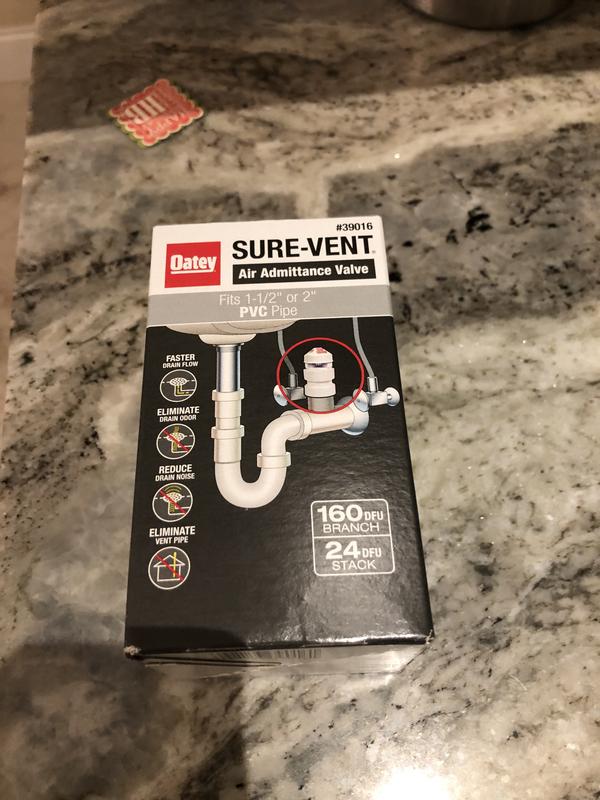 #39016
Oatey
SURE-VENT
Air Admittance Valve
Fits 1-1/2" or 2"
PVC Pipe
FASTER
DRAIN FLOW
ELIMINATE
DRAIN ODOR
REDUCE
DRAIN NOISE
ELIMINATE
VENT PIPE
160 DFU
BRANCH
24 DFU
STACK